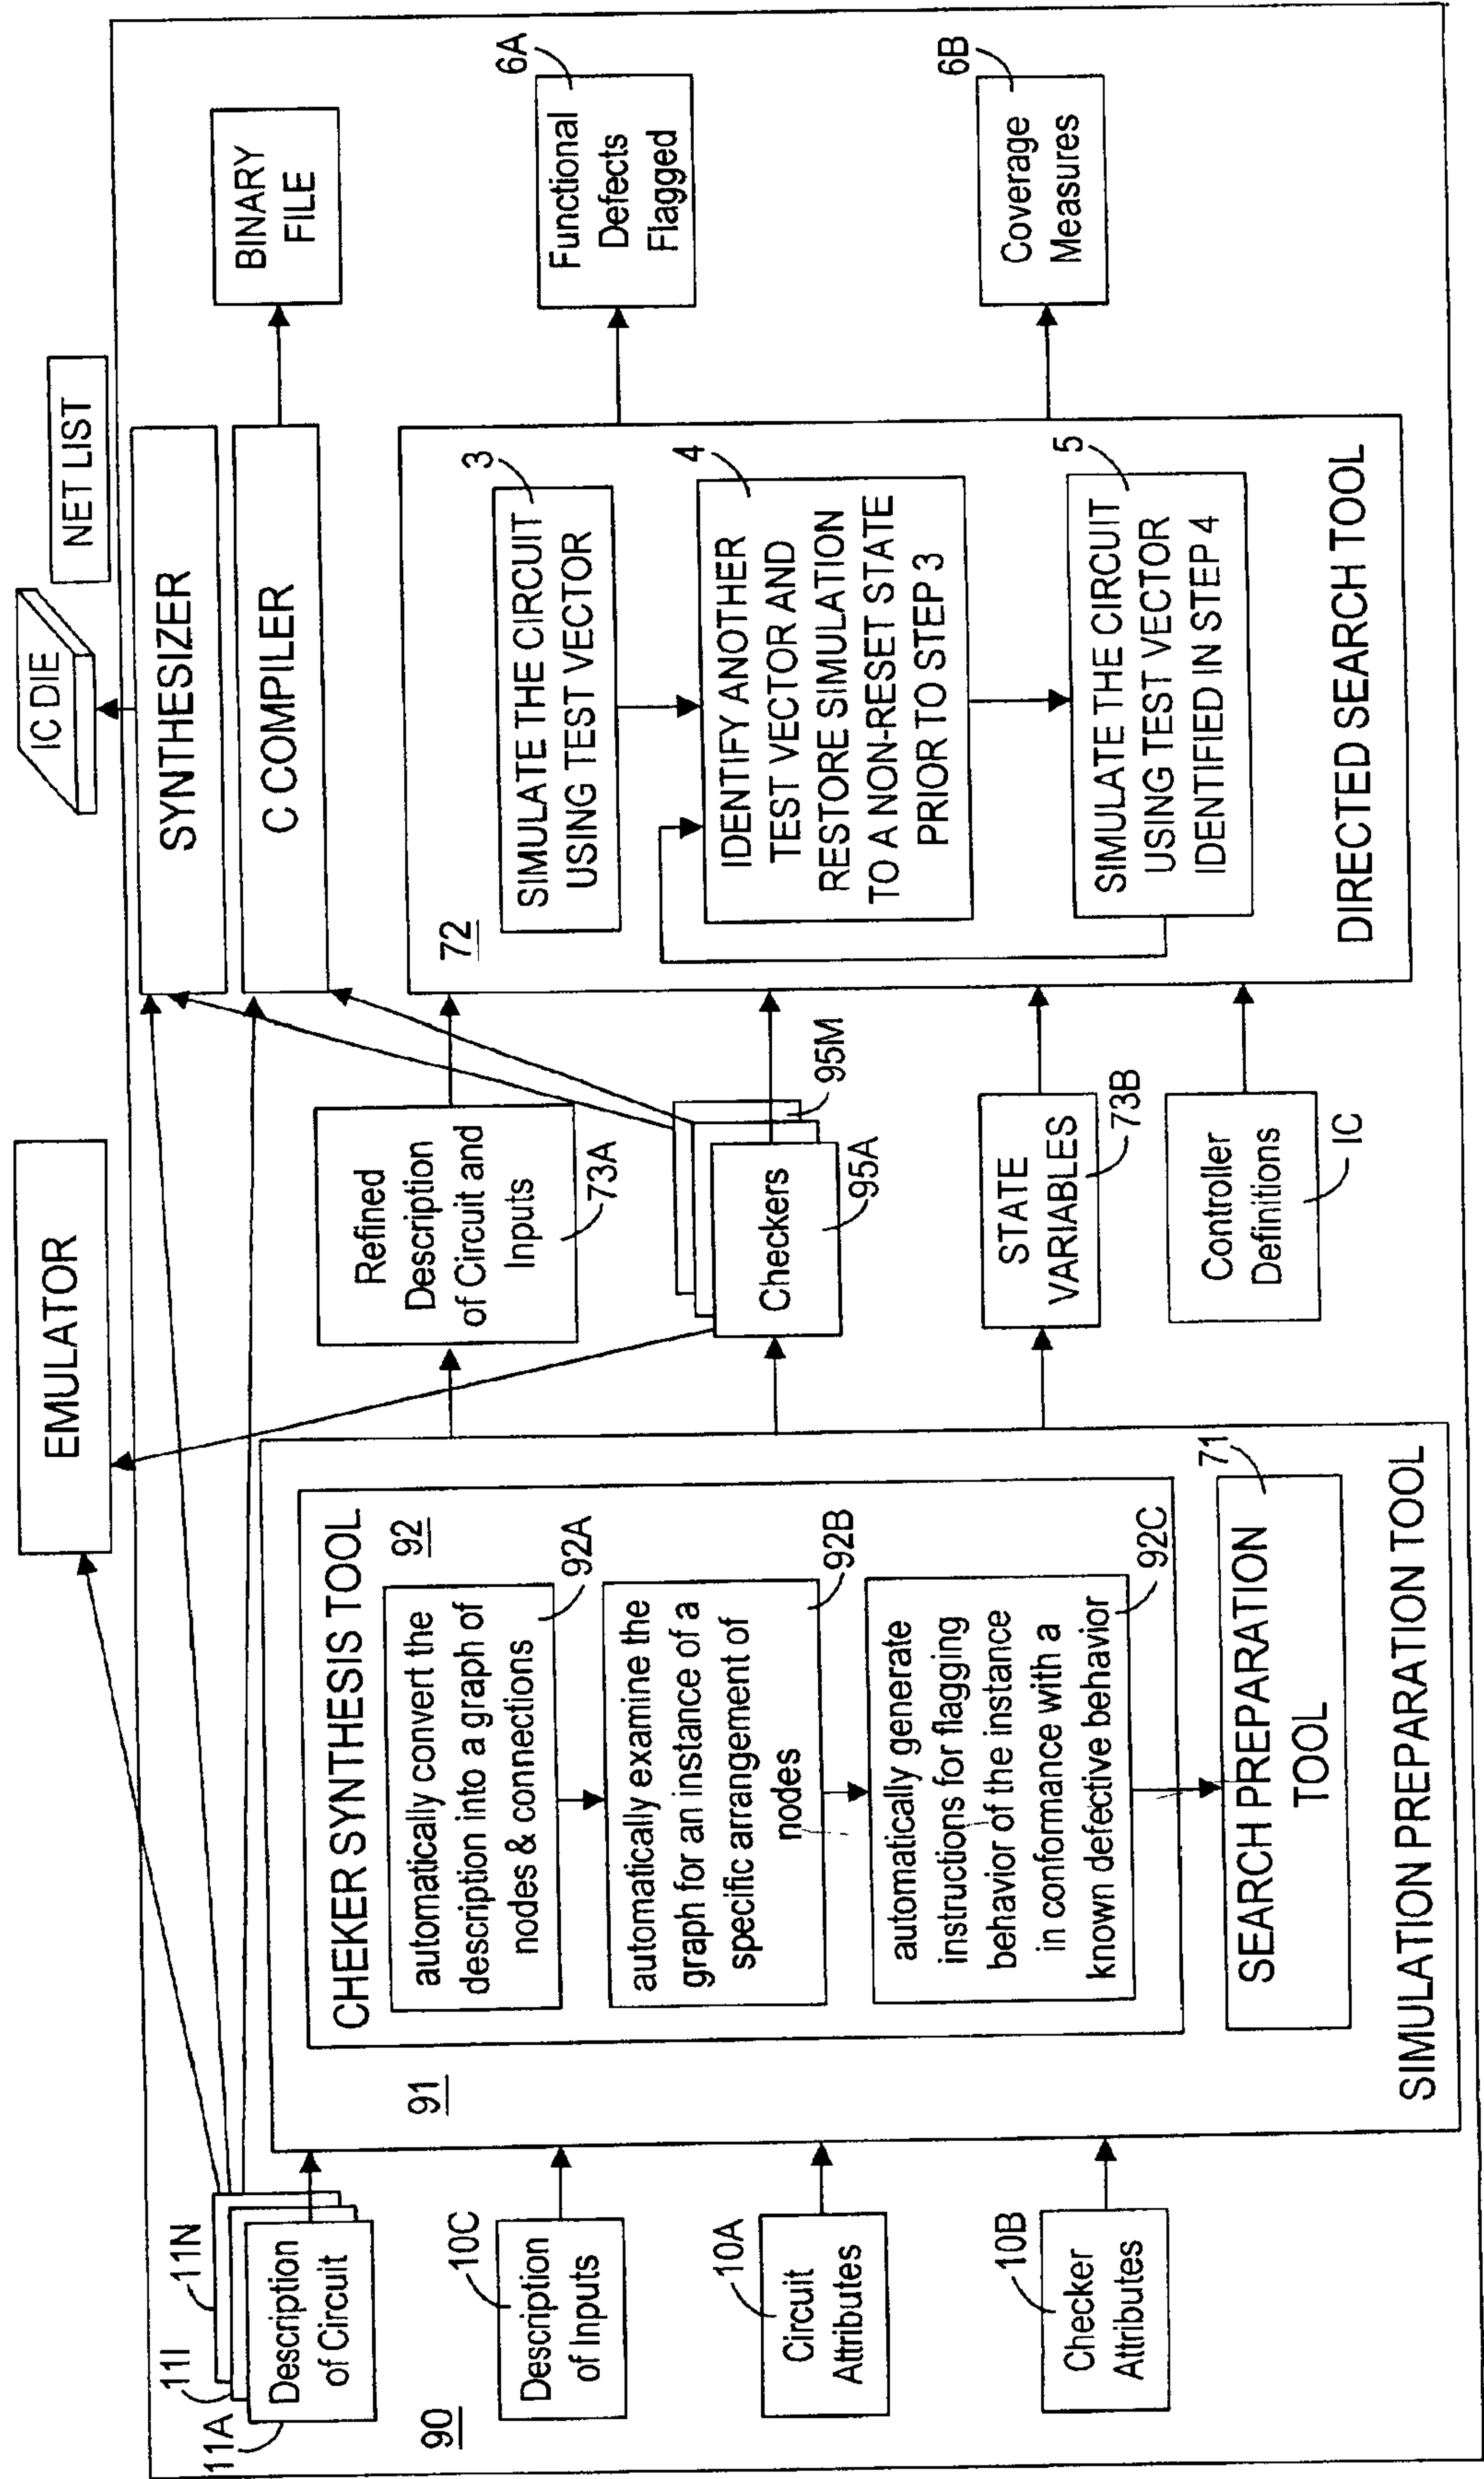 EMULATOR
IC DIE
NET LIST
SYNTHESIZER
C COMPILER
BINARY
FILE
11N
11I
11A
Description
of Circuit
10C
Description
of Inputs
10A
Circuit
Attributes
10B
Checker
Attributes
90
91
CHEKER SYNTHESIS TOOL
92
automatically convert the
description into a graph of
nodes & connections
92A
automatically examine the
graph for an instance of a
specific arrangement of
nodes
92B
automatically generate
instructions for flagging
behavior of the instance
in conformance with a
known defective behavior
92C
SEARCH PREPARATION
TOOL
71
SIMULATION PREPARATION TOOL
Refined
Description
of Circuit and
Inputs
73A
Checkers
95M
95A
STATE
VARIABLES
73B
Controller
Definitions
IC
72
SIMULATE THE CIRCUIT
USING TEST VECTOR
3
IDENTIFY ANOTHER
TEST VECTOR AND
RESTORE SIMULATION
TO A NON-RESET STATE
PRIOR TO STEP 3
4
SIMULATE THE CIRCUIT
USING TEST VECTOR
IDENTIFIED IN STEP 4
5
DIRECTED SEARCH TOOL
Functional
Defects
Flagged
6A
Coverage
Measures
6B